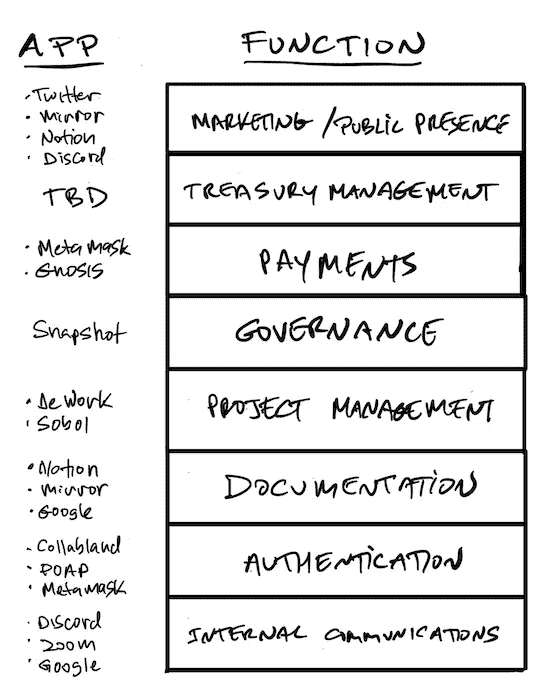 APP FUNCTION
• Twitter
• Mirror
• Notion
• Discord
MARKETING / PUBLIC PRESENCE
TBD
TREASURY MANAGEMENT
• Metamask
• GNOSIS
PAYMENTS
Snapshot
GOVERNANCE
• DeWork
• Sobol
PROJECT MANAGEMENT
• Notion
• Mirror
• Google
DOCUMENTATION
• Collabland
• POAP
• Metamask
AUTHENTICATION
• Discord
• Zoom
• Google
INTERNAL COMMUNICATIONS